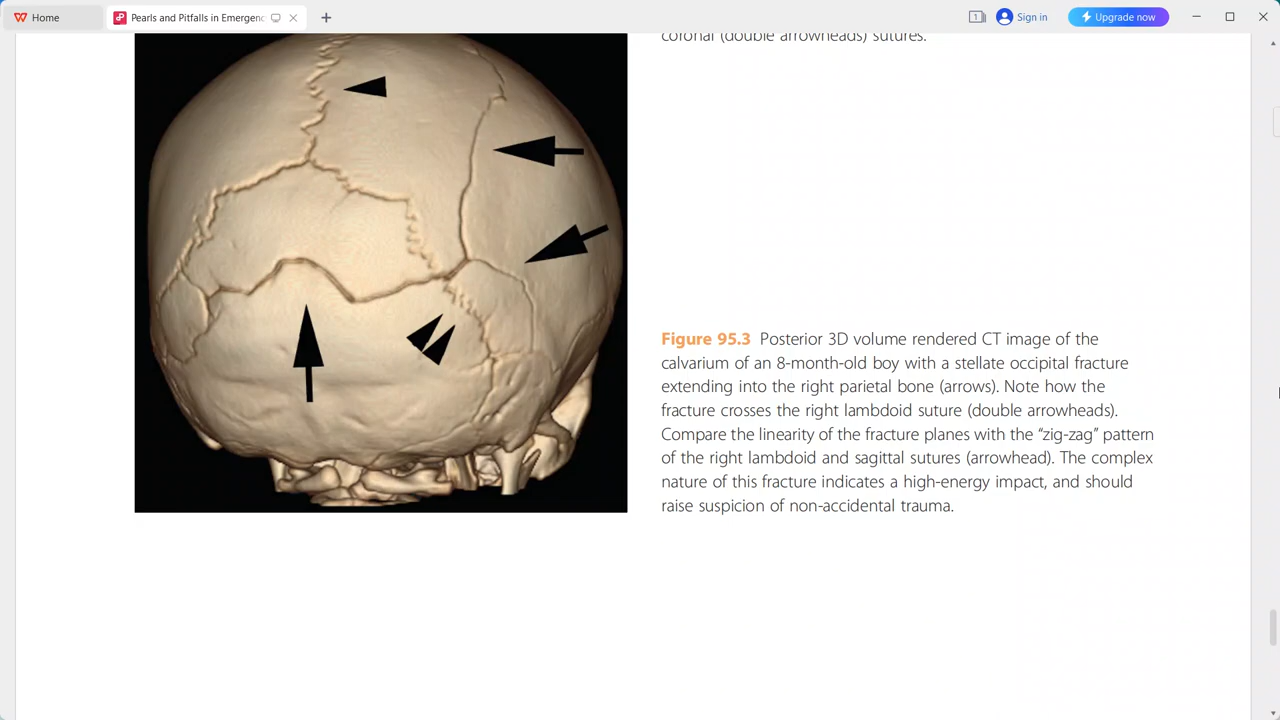 Home
Pearls and Pitfalls in Emergenc
1
Sign in
Upgrade now
coronal (double arrowheads) sutures.
Figure 95.3 Posterior 3D volume rendered CT image of the
calvarium of an 8-month-old boy with a stellate occipital fracture
extending into the right parietal bone (arrows). Note how the
fracture crosses the right lambdoid suture (double arrowheads).
Compare the linearity of the fracture planes with the “zig-zag” pattern
of the right lambdoid and sagittal sutures (arrowhead). The complex
nature of this fracture indicates a high-energy impact, and should
raise suspicion of non-accidental trauma.